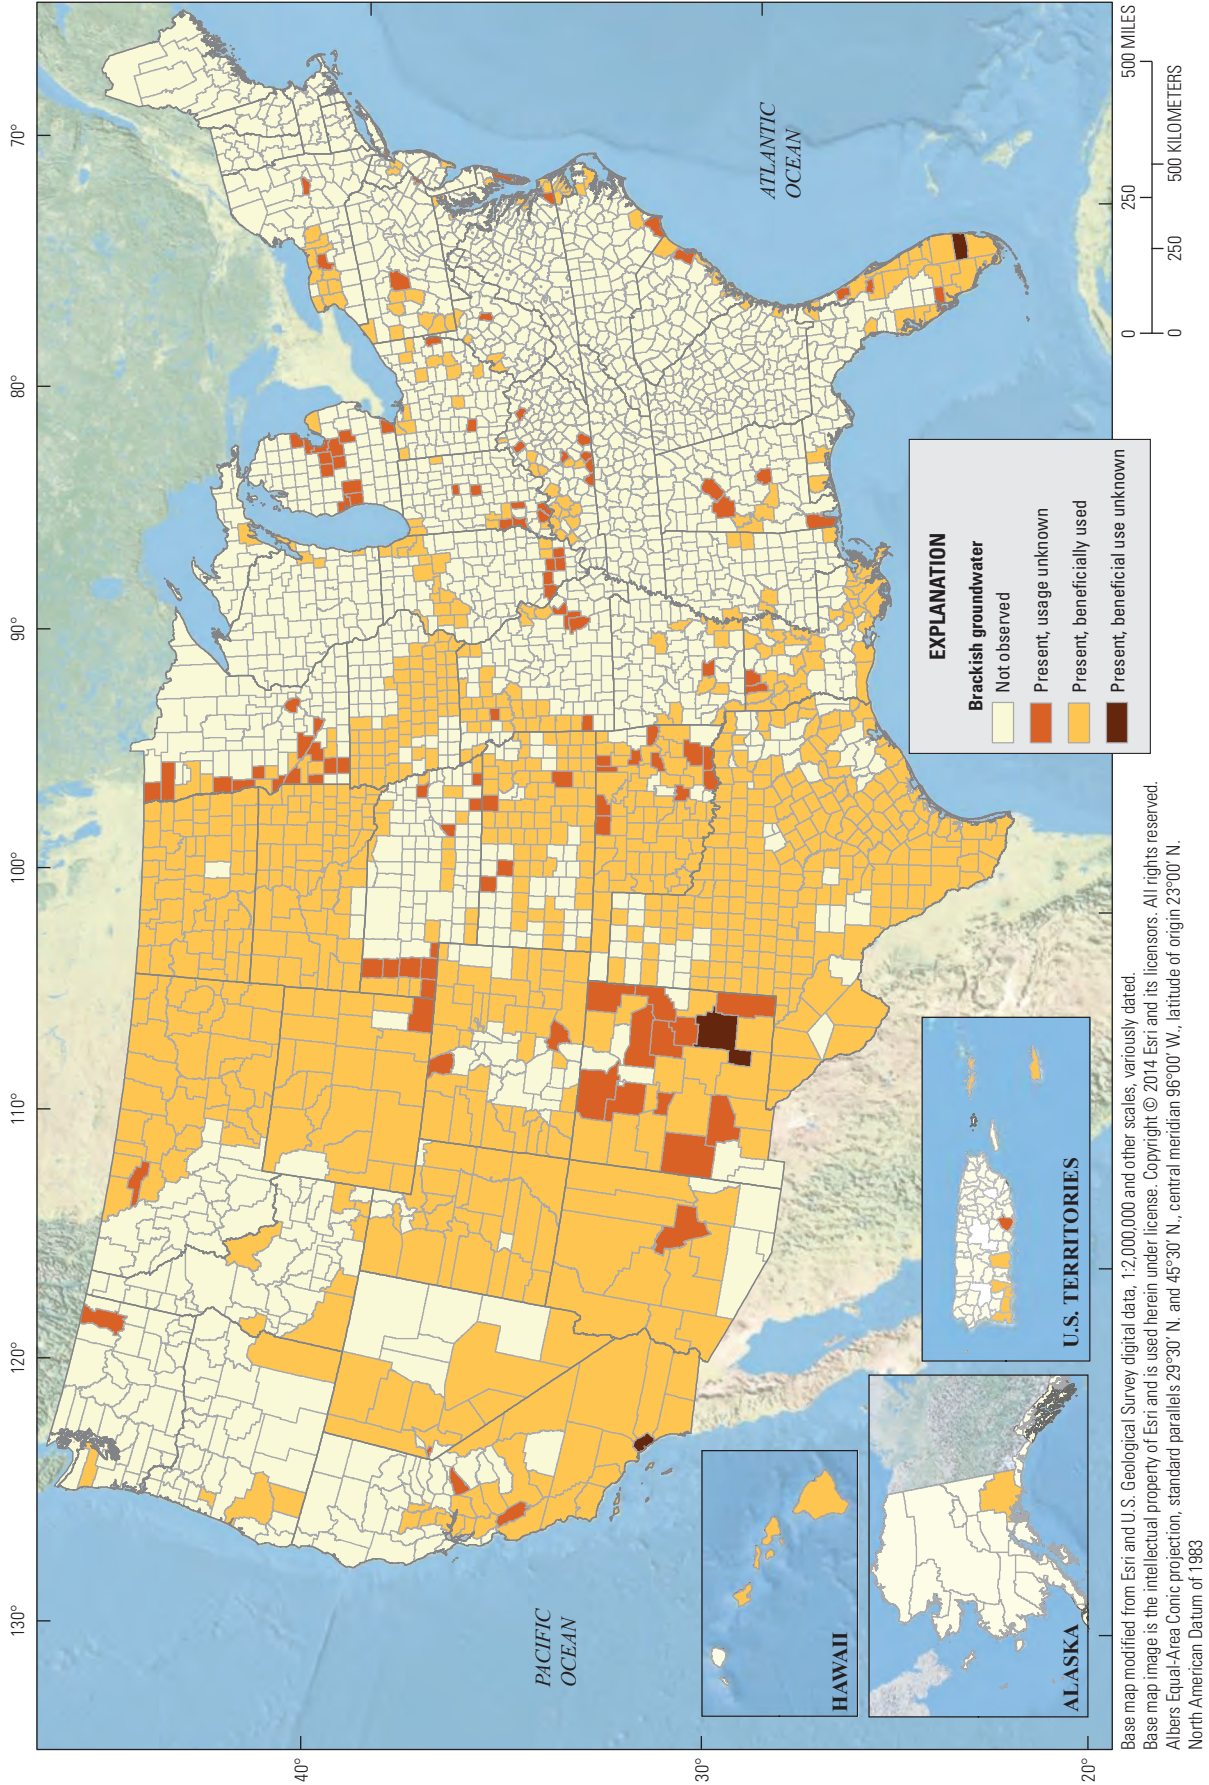 130°
120°
110°
100°
90°
80°
70°
40°
30°
20°
PACIFIC
OCEAN
ATLANTIC
OCEAN
HAWAII
ALASKA
U.S. TERRITORIES
EXPLANATION
Brackish groundwater
Not observed
Present, usage unknown
Present, beneficially used
Present, beneficial use unknown
0 250 500 MILES
0 250 500 KILOMETERS
Base map modified from Esri and U.S. Geological Survey digital data, 1:2,000,000 and other scales, variously dated.
Base map image is the intellectual property of Esri and is used herein under license. Copyright © 2014 Esri and its licensors. All rights reserved.
Albers Equal-Area Conic projection, standard parallels 29°30' N. and 45°30' N., central meridian 96°00' W., latitude of origin 23°00' N.
North American Datum of 1983